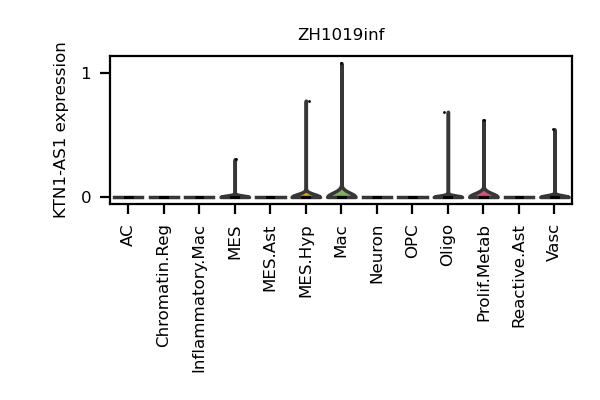 ZH1019inf
KTN1-AS1 expression
1
0
AC
Chromatin.Reg
Inflammatory.Mac
MES
MES.Ast
MES.Hyp
Mac
Neuron
OPC
Oligo
Prolif.Metab
Reactive.Ast
Vasc